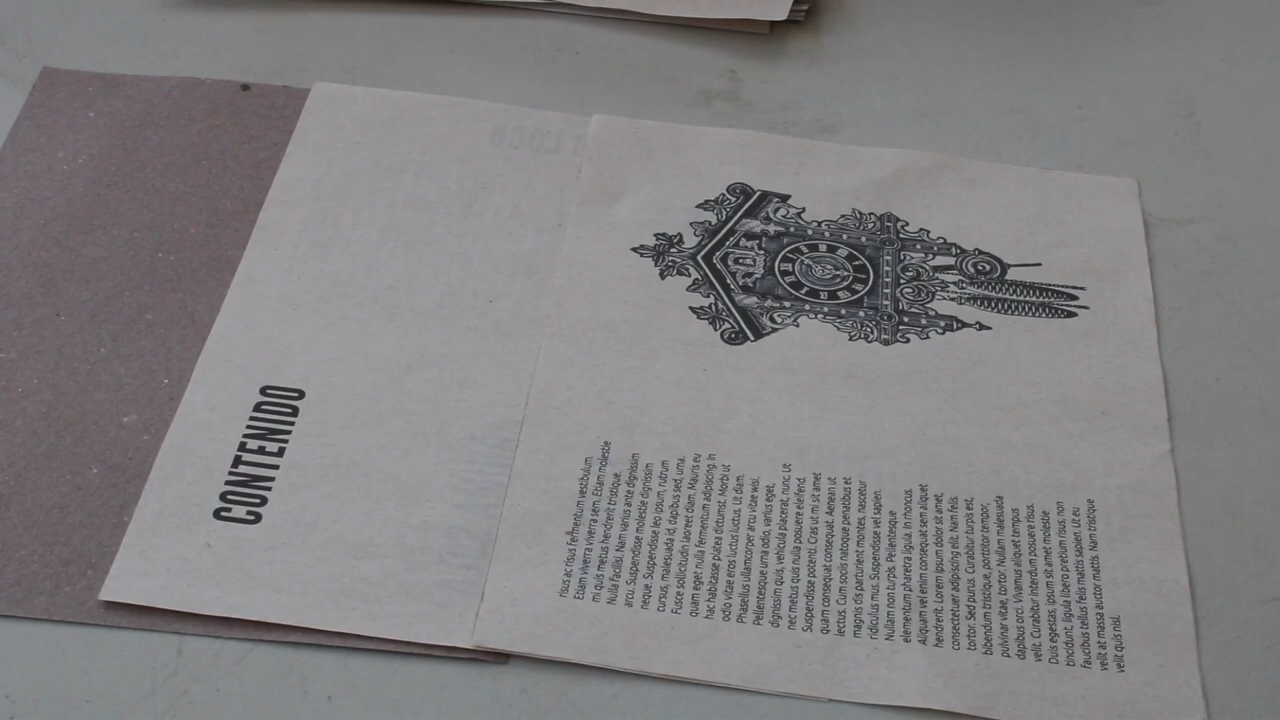 CONTENIDO
risus ac risus fermentum vestibulum.
Etiam viverra viverra sem. Etiam molestie
mi quis metus hendrerit tristique.
Nulla facilisi. Nam varius ante dignissim
arcu. Suspendisse molestie dignissim
neque. Suspendisse leo ipsum, rutrum
cursus, malesuada id, dapibus sed, urna.
Fusce sollicitudin laoreet diam. Mauris eu
quam eget nulla fermentum adipiscing. In
hac habitasse platea dictumst. Morbi ut
odio vitae eros luctus luctus. Ut diam.
Phasellus ullamcorper arcu vitae wisi.
Pellentesque urna odio, varius eget,
dignissim quis, vehicula placerat, nunc. Ut
nec metus quis nulla posuere eleifend.
Suspendisse potenti. Cras ut mi sit amet
quam consequat consequat. Aenean ut
lectus. Cum sociis natoque penatibus et
magnis dis parturient montes, nascetur
ridiculus mus. Suspendisse vel sapien.
Nullam non turpis. Pellentesque
elementum pharetra ligula. In rhoncus.
Aliquam vel enim consequat sem aliquet
hendrerit. Lorem ipsum dolor sit amet,
consectetuer adipiscing elit. Nam felis.
tortor. Sed purus. Curabitur turpis est,
bibendum tristique, porttitor tempor,
pulvinar vitae, tortor. Nullam malesuada
dapibus orci. Vivamus aliquet tempus
velit. Curabitur interdum posuere risus.
Duis egestas, ipsum sit amet molestie
tincidunt, ligula libero pretium risus, non
faucibus tellus felis mattis sapien. Ut eu
velit at massa auctor mattis. Nam tristique
velit quis nisl.